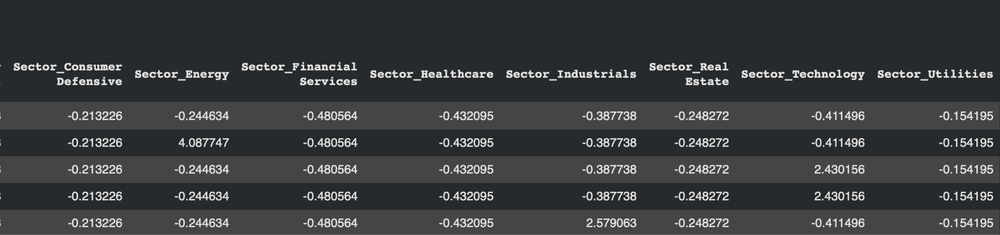 Sector_Consumer Defensive Sector_Energy Sector_Financial Services Sector_Healthcare Sector_Industrials Sector_Real Estate Sector_Technology Sector_Utilities
-0.213226 -0.244634 -0.480564 -0.432095 -0.387738 -0.248272 -0.411496 -0.154195
-0.213226 4.087747 -0.480564 -0.432095 -0.387738 -0.248272 -0.411496 -0.154195
-0.213226 -0.244634 -0.480564 -0.432095 -0.387738 -0.248272 2.430156 -0.154195
-0.213226 -0.244634 -0.480564 -0.432095 -0.387738 -0.248272 2.430156 -0.154195
-0.213226 -0.244634 -0.480564 -0.432095 2.579063 -0.248272 -0.411496 -0.154195